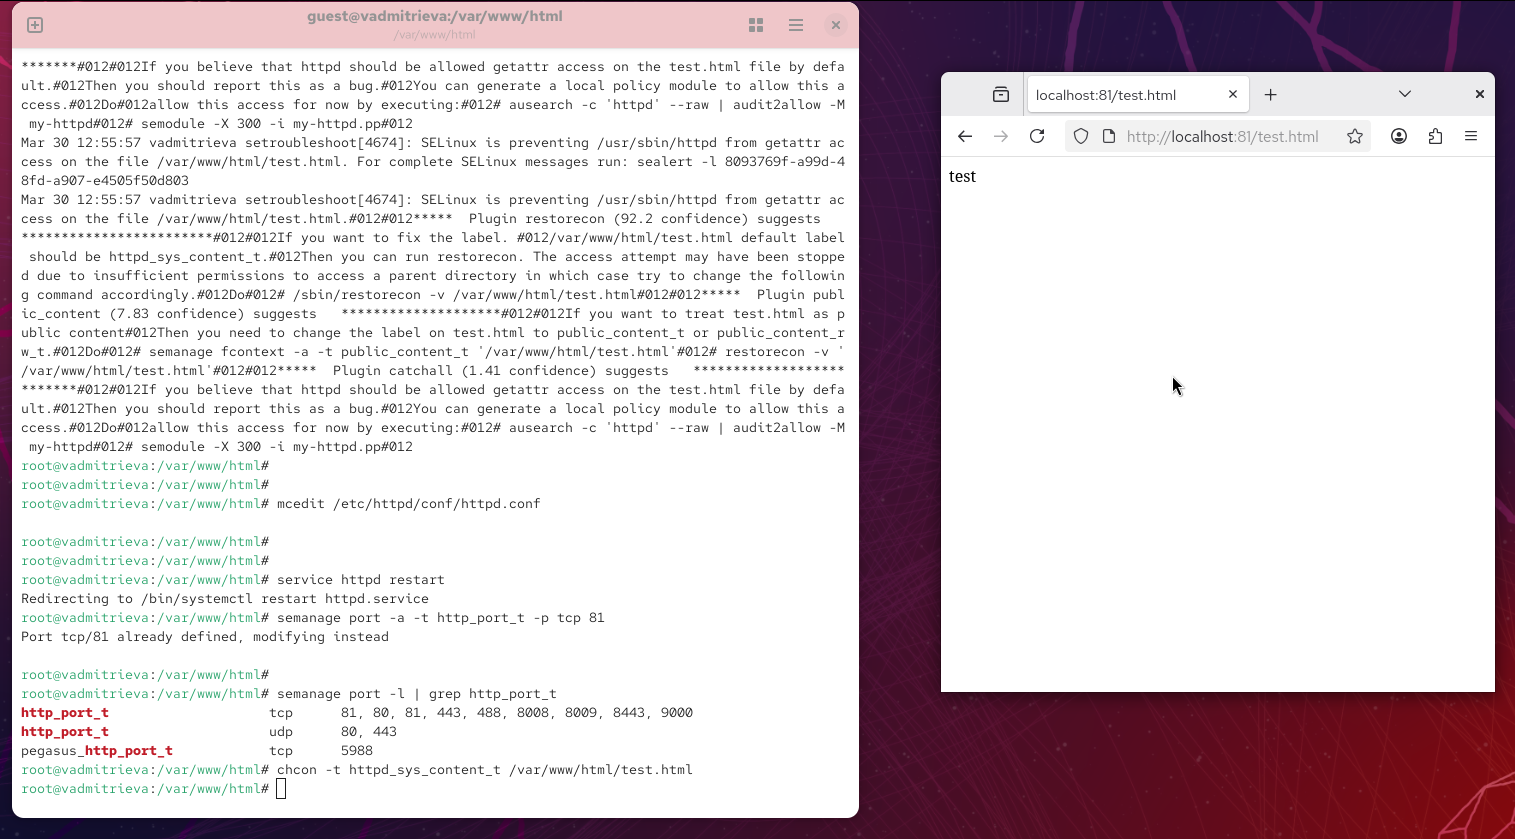 guest@vadmitrieva:/var/www/html
/var/www/html
*******#012#012If you believe that httpd should be allowed getattr access on the test.html file by defa
ult.#012Then you should report this as a bug.#012You can generate a local policy module to allow this a
ccess.#012Do#012allow this access for now by executing:#012# ausearch -c 'httpd' --raw | audit2allow -M
 my-httpd#012# semodule -X 300 -i my-httpd.pp#012
Mar 30 12:55:57 vadmitrieva setroubleshoot[4674]: SELinux is preventing /usr/sbin/httpd from getattr ac
cess on the file /var/www/html/test.html. For complete SELinux messages run: sealert -l 8093769f-a99d-4
8fd-a907-e4505f50d803
Mar 30 12:55:57 vadmitrieva setroubleshoot[4674]: SELinux is preventing /usr/sbin/httpd from getattr ac
cess on the file /var/www/html/test.html.#012#012*****  Plugin restorecon (92.2 confidence) suggests
************************#012#012If you want to fix the label. #012/var/www/html/test.html default label
 should be httpd_sys_content_t.#012Then you can run restorecon. The access attempt may have been stoppe
d due to insufficient permissions to access a parent directory in which case try to change the followin
g command accordingly.#012Do#012# /sbin/restorecon -v /var/www/html/test.html#012#012*****  Plugin publ
ic_content (7.83 confidence) suggests   ********************#012#012If you want to treat test.html as p
ublic content#012Then you need to change the label on test.html to public_content_t or public_content_r
w_t.#012Do#012# semanage fcontext -a -t public_content_t '/var/www/html/test.html'#012# restorecon -v '
/var/www/html/test.html'#012#012*****  Plugin catchall (1.41 confidence) suggests   *******************
*******#012#012If you believe that httpd should be allowed getattr access on the test.html file by defa
ult.#012Then you should report this as a bug.#012You can generate a local policy module to allow this a
ccess.#012Do#012allow this access for now by executing:#012# ausearch -c 'httpd' --raw | audit2allow -M
 my-httpd#012# semodule -X 300 -i my-httpd.pp#012
root@vadmitrieva:/var/www/html#
root@vadmitrieva:/var/www/html#
root@vadmitrieva:/var/www/html# mcedit /etc/httpd/conf/httpd.conf
root@vadmitrieva:/var/www/html#
root@vadmitrieva:/var/www/html#
root@vadmitrieva:/var/www/html# service httpd restart
Redirecting to /bin/systemctl restart httpd.service
root@vadmitrieva:/var/www/html# semanage port -a -t http_port_t -p tcp 81
Port tcp/81 already defined, modifying instead
root@vadmitrieva:/var/www/html#
root@vadmitrieva:/var/www/html# semanage port -l | grep http_port_t
http_port_t                    tcp      81, 80, 81, 443, 488, 8008, 8009, 8443, 9000
http_port_t                    udp      80, 443
pegasus_http_port_t            tcp      5988
root@vadmitrieva:/var/www/html# chcon -t httpd_sys_content_t /var/www/html/test.html
root@vadmitrieva:/var/www/html#
localhost:81/test.html
http://localhost:81/test.html
test